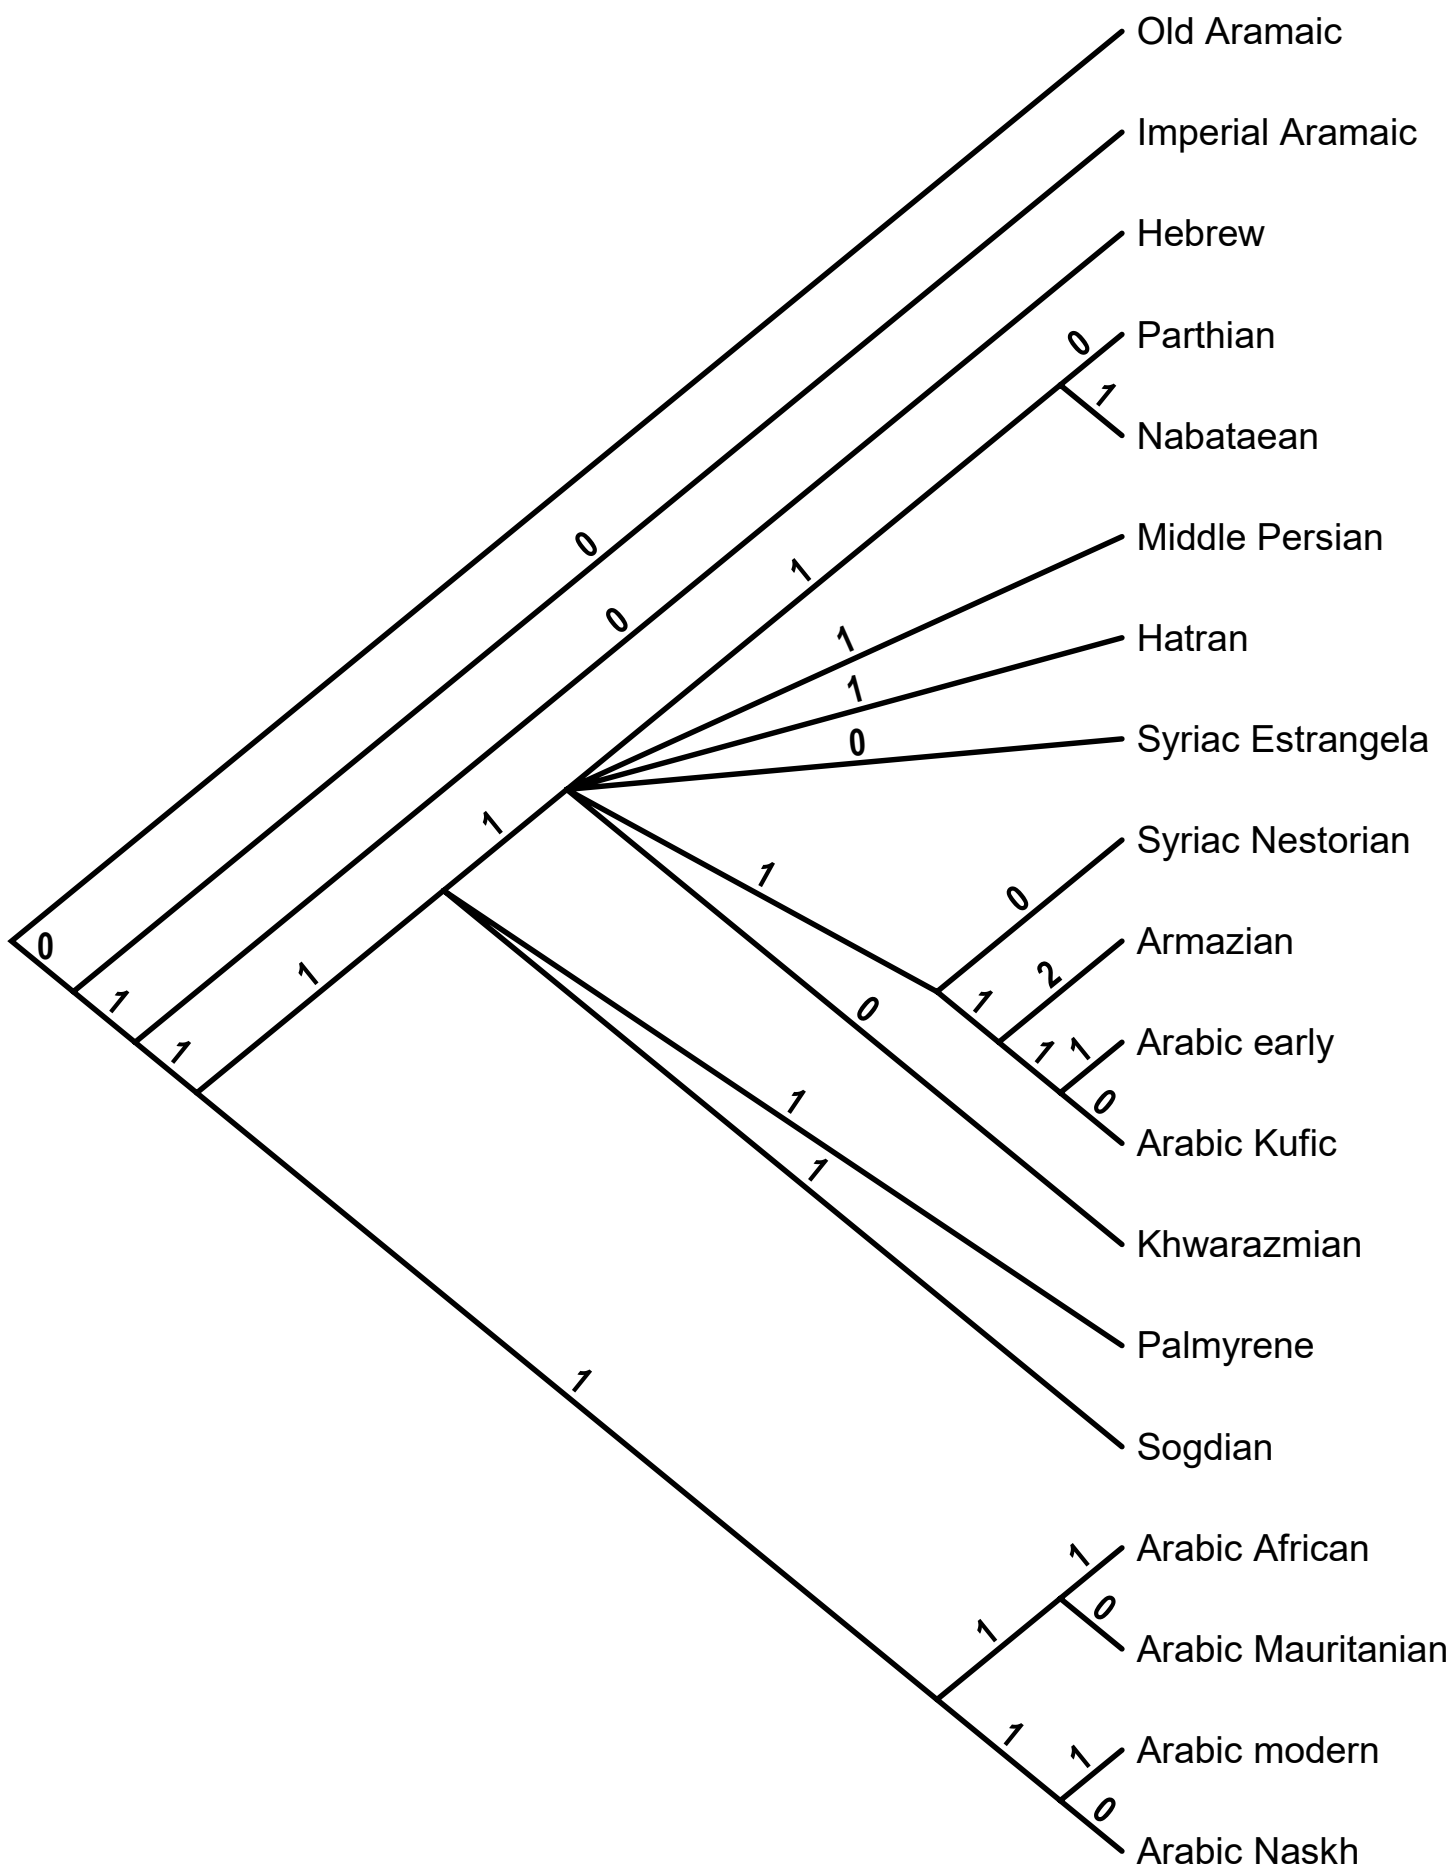 Old Aramaic
Imperial Aramaic
Hebrew
0
Parthian
1
Nabataean
0
Middle Persian
1
0
1
Hatran
1
0
Syriac Estrangela
1
Syriac Nestorian
1
0
0
Armazian
1
2
1
1
0
1
1
1
1
Arabic early
0
1
Arabic Kufic
1
Khwarazmian
Palmyrene
1
Sogdian
1
Arabic African
0
1
Arabic Mauritanian
1
1
Arabic modern
0
Arabic Naskh